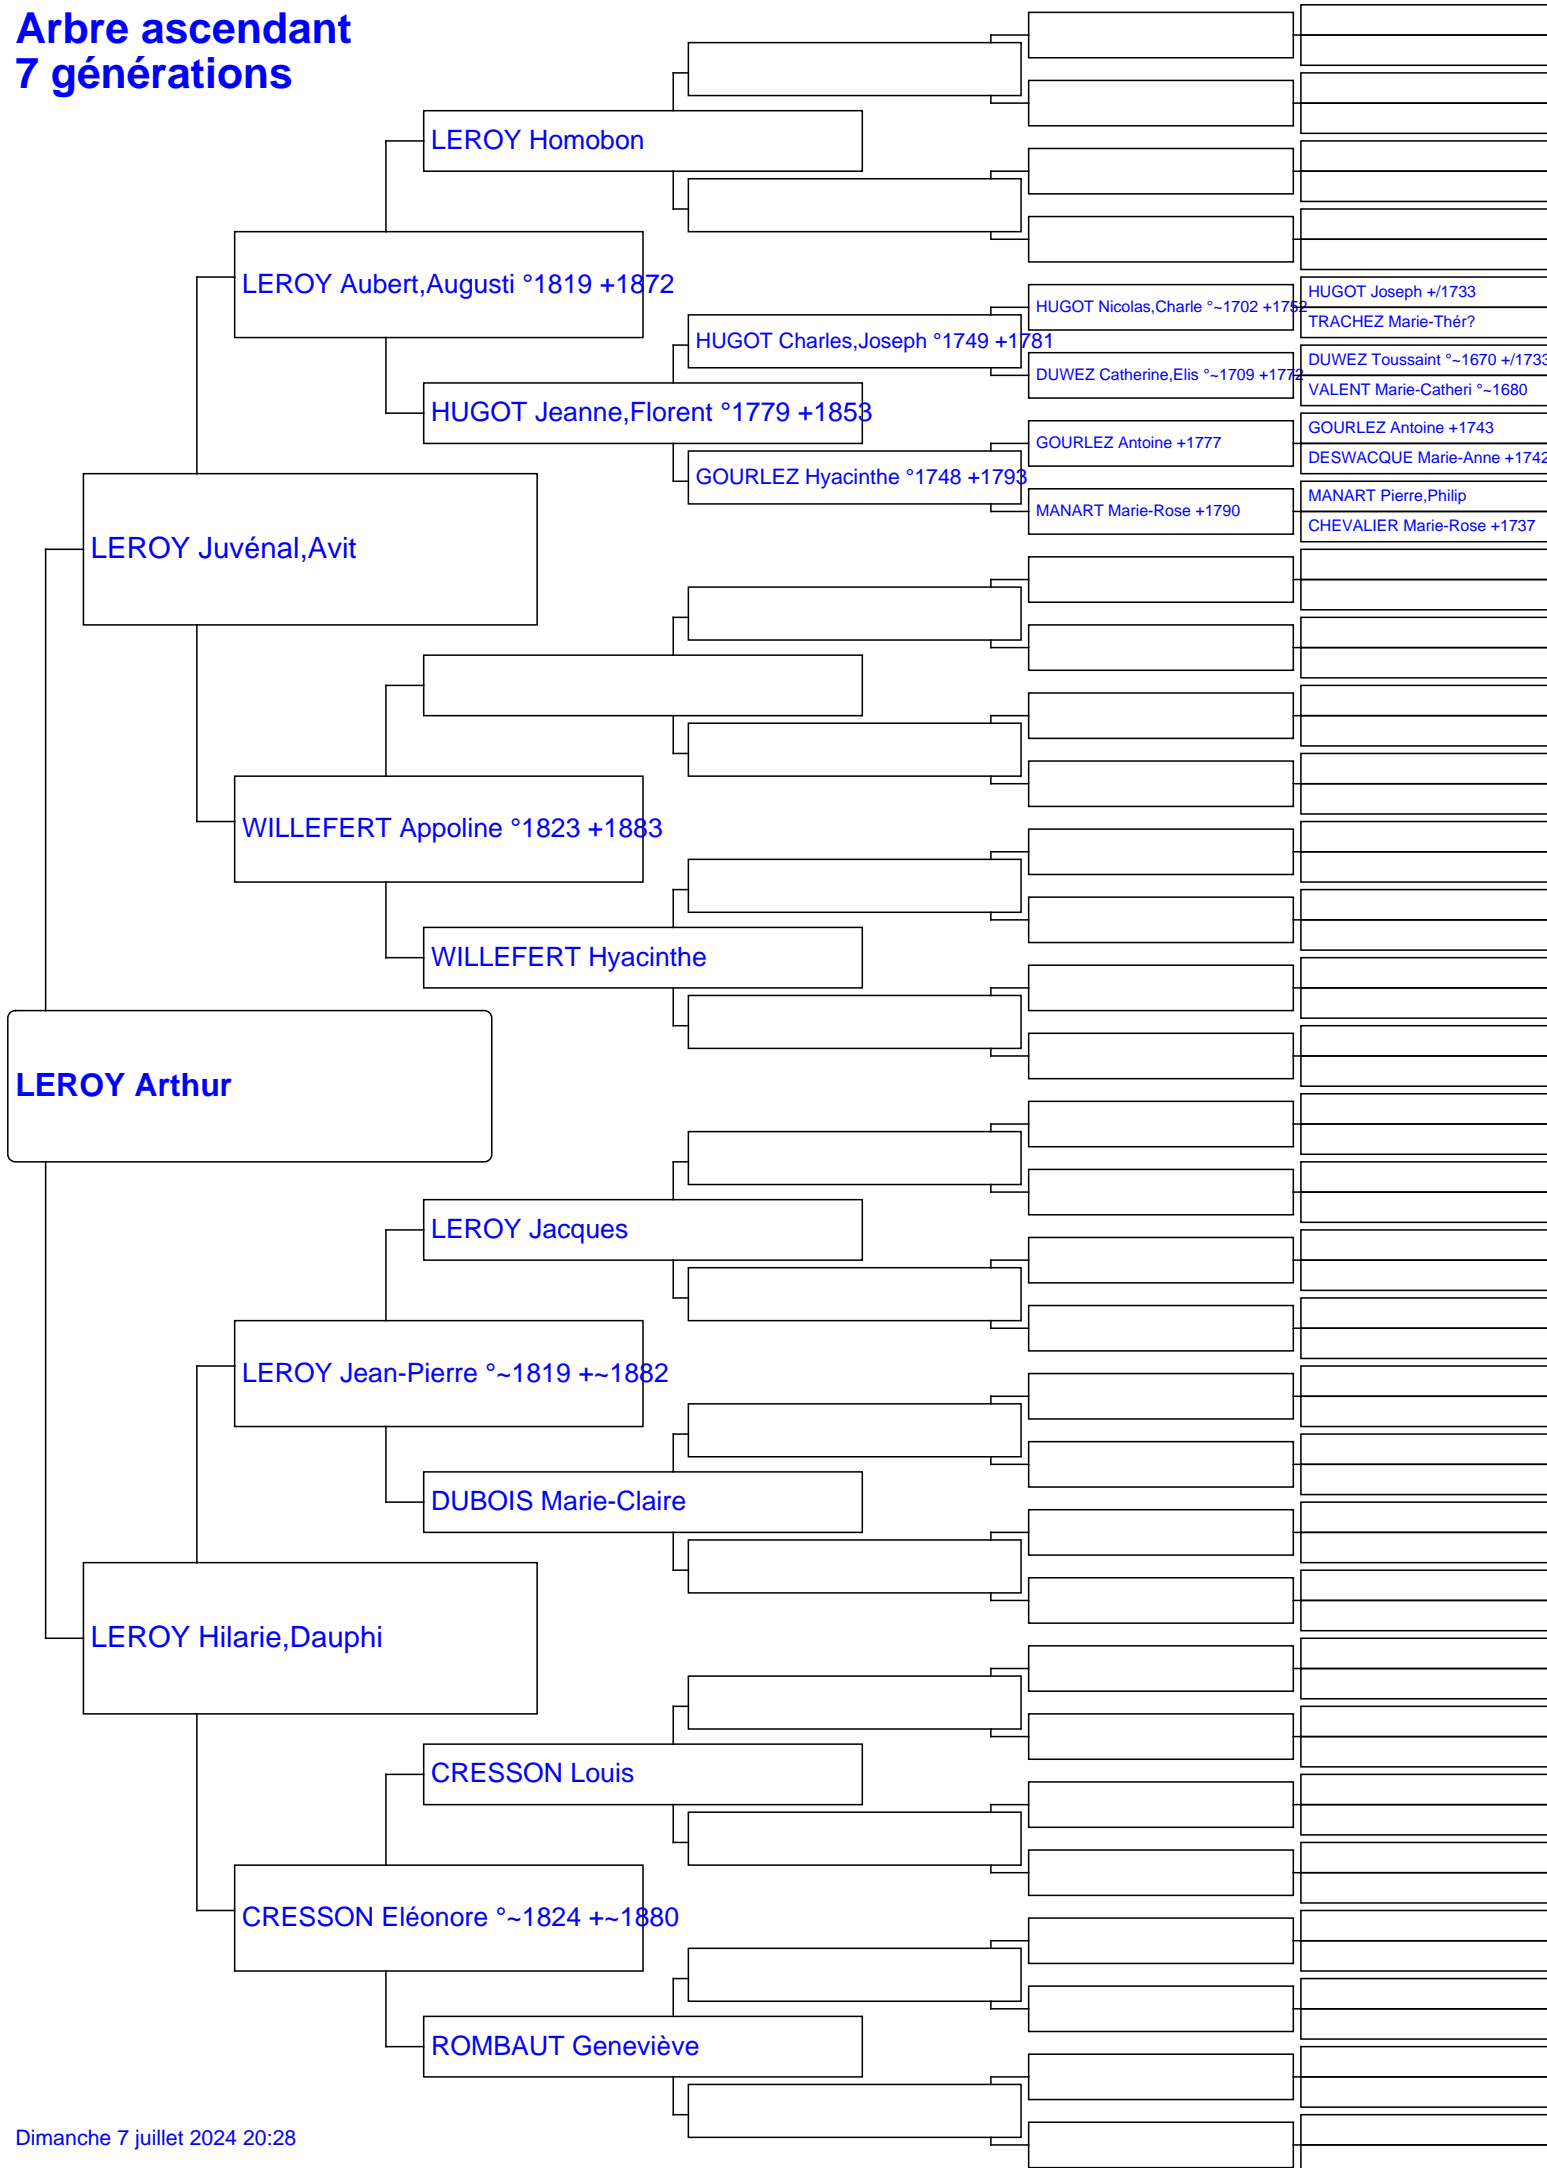 Arbre ascendant
7 générations
LEROY Homobon
LEROY Aubert,Augusti °1819 +1872
HUGOT Joseph +/1733
HUGOT Nicolas,Charle °~1702 +1752
TRACHEZ Marie-Thér?
HUGOT Charles,Joseph °1749 +1781
DUWEZ Toussaint °~1670 +/1733
DUWEZ Catherine,Elis °~1709 +1772
VALENT Marie-Catheri °~1680
HUGOT Jeanne,Florent °1779 +1853
GOURLEZ Antoine +1743
GOURLEZ Antoine +1777
DESWACQUE Marie-Anne +1742
GOURLEZ Hyacinthe °1748 +1793
MANART Pierre,Philip
MANART Marie-Rose +1790
CHEVALIER Marie-Rose +1737
LEROY Juvénal,Avit
WILLEFERT Appoline °1823 +1883
WILLEFERT Hyacinthe
LEROY Arthur
LEROY Jacques
LEROY Jean-Pierre °~1819 +~1882
DUBOIS Marie-Claire
LEROY Hilarie,Dauphi
CRESSON Louis
CRESSON Eléonore °~1824 +~1880
ROMBAUT Geneviève
Dimanche 7 juillet 2024 20:28